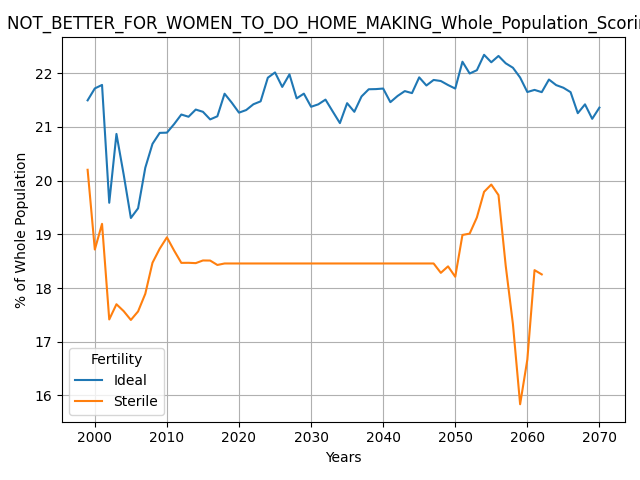 NOT_BETTER_FOR_WOMEN_TO_DO_HOME_MAKING_Whole_Population_Scorin
% of Whole Population
22
21
20
19
18
17
16
Fertility
Ideal
Sterile
2000 2010 2020 2030 2040 2050 2060 2070
Years